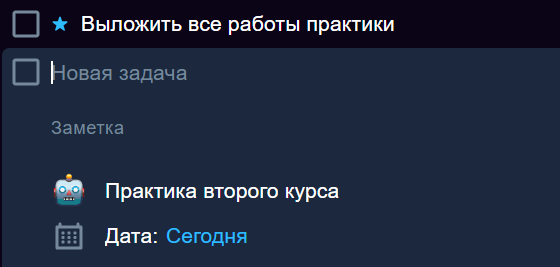 Выложить все работы практики
Новая задача
Заметка
Практика второго курса
Дата: Сегодня